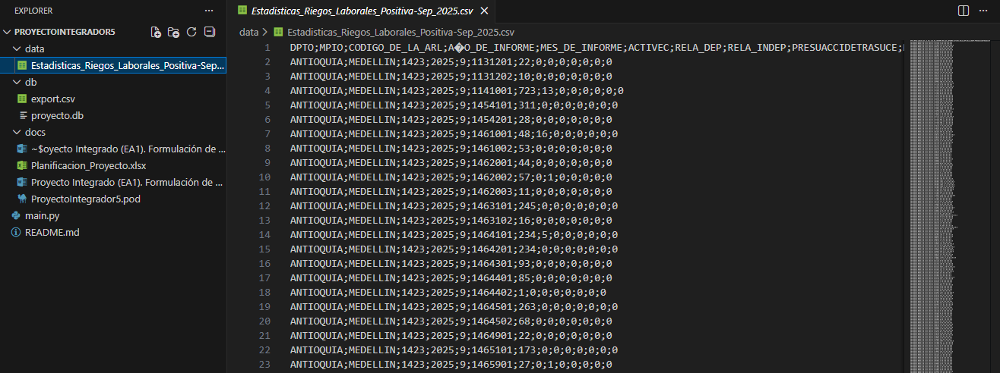 EXPLORER
PROYECTOINTEGRADOR5
data
Estadisticas_Riegos_Laborales_Positiva-Sep...
db
export.csv
proyecto.db
docs
~$oyecto Integrado (EA1). Formulación de ...
Planificacion_Proyecto.xlsx
Proyecto Integrado (EA1). Formulación de ...
ProyectoIntegrador5.pod
main.py
README.md
Estadisticas_Riegos_Laborales_Positiva-Sep_2025.csv
data > Estadisticas_Riegos_Laborales_Positiva-Sep_2025.csv
1 DPTO;MPIO;CODIGO_DE_LA_ARL;A�O_DE_INFORME;MES_DE_INFORME;ACTIVEC;RELA_DEP;RELA_INDEP;PRESUACCIDETRASUCE;
2 ANTIOQUIA;MEDELLIN;1423;2025;9;1131201;22;0;0;0;0;0;0;0
3 ANTIOQUIA;MEDELLIN;1423;2025;9;1131202;10;0;0;0;0;0;0;0
4 ANTIOQUIA;MEDELLIN;1423;2025;9;1141001;723;13;0;0;0;0;0;0
5 ANTIOQUIA;MEDELLIN;1423;2025;9;1454101;311;0;0;0;0;0;0;0
6 ANTIOQUIA;MEDELLIN;1423;2025;9;1454201;28;0;0;0;0;0;0;0
7 ANTIOQUIA;MEDELLIN;1423;2025;9;1461001;48;16;0;0;0;0;0;0
8 ANTIOQUIA;MEDELLIN;1423;2025;9;1461002;53;0;0;0;0;0;0;0
9 ANTIOQUIA;MEDELLIN;1423;2025;9;1462001;44;0;0;0;0;0;0;0
10 ANTIOQUIA;MEDELLIN;1423;2025;9;1462002;57;0;1;0;0;0;0;0
11 ANTIOQUIA;MEDELLIN;1423;2025;9;1462003;11;0;0;0;0;0;0;0
12 ANTIOQUIA;MEDELLIN;1423;2025;9;1463101;245;0;0;0;0;0;0;0
13 ANTIOQUIA;MEDELLIN;1423;2025;9;1463102;16;0;0;0;0;0;0;0
14 ANTIOQUIA;MEDELLIN;1423;2025;9;1464101;234;5;0;0;0;0;0;0
15 ANTIOQUIA;MEDELLIN;1423;2025;9;1464201;234;0;0;0;0;0;0;0
16 ANTIOQUIA;MEDELLIN;1423;2025;9;1464301;93;0;0;0;0;0;0;0
17 ANTIOQUIA;MEDELLIN;1423;2025;9;1464401;85;0;0;0;0;0;0;0
18 ANTIOQUIA;MEDELLIN;1423;2025;9;1464402;1;0;0;0;0;0;0;0
19 ANTIOQUIA;MEDELLIN;1423;2025;9;1464501;263;0;0;0;0;0;0;0
20 ANTIOQUIA;MEDELLIN;1423;2025;9;1464502;68;0;0;0;0;0;0;0
21 ANTIOQUIA;MEDELLIN;1423;2025;9;1464901;22;0;0;0;0;0;0;0
22 ANTIOQUIA;MEDELLIN;1423;2025;9;1465101;173;0;0;0;0;0;0;0
23 ANTIOQUIA;MEDELLIN;1423;2025;9;1465901;27;0;1;0;0;0;0;0